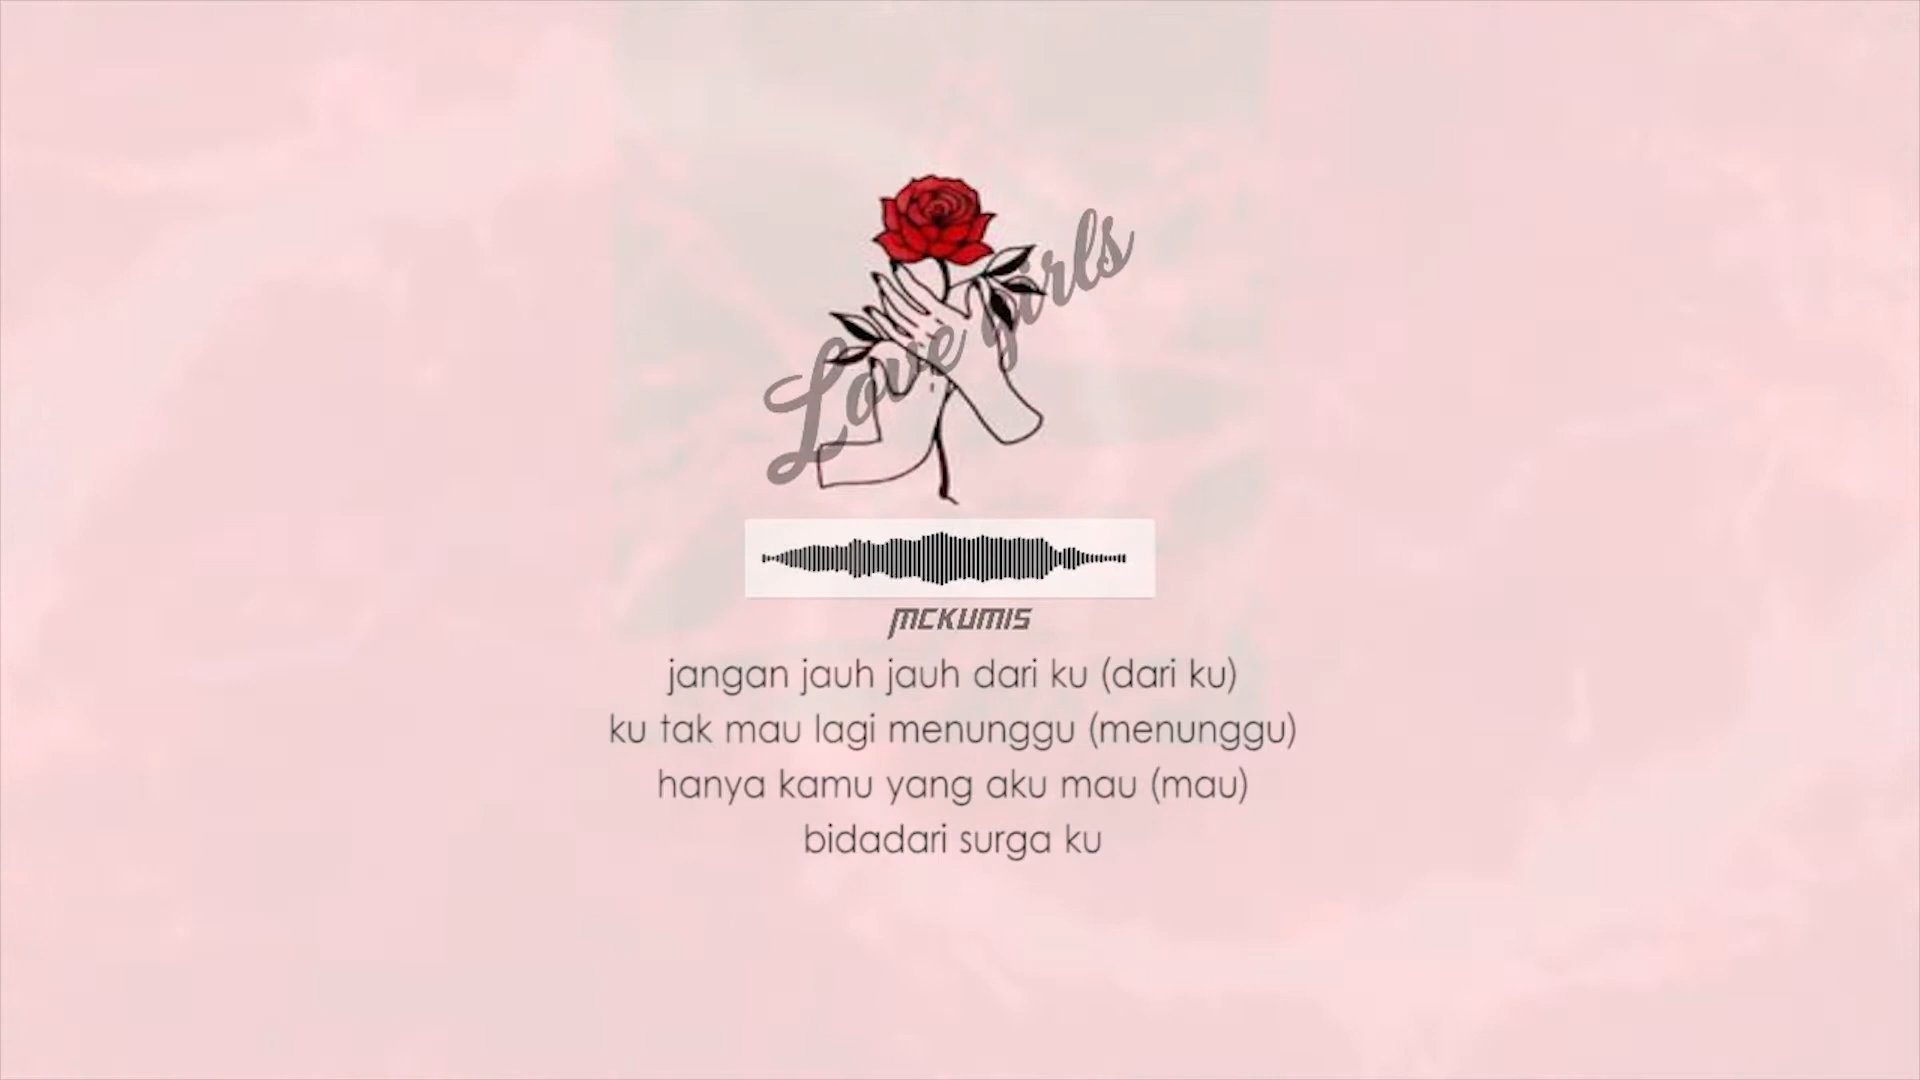 Love girls
MCKUMIS
jangan jauh jauh dari ku (dari ku)
ku tak mau lagi menunggu (menunggu)
hanya kamu yang aku mau (mau)
bidadari surga ku